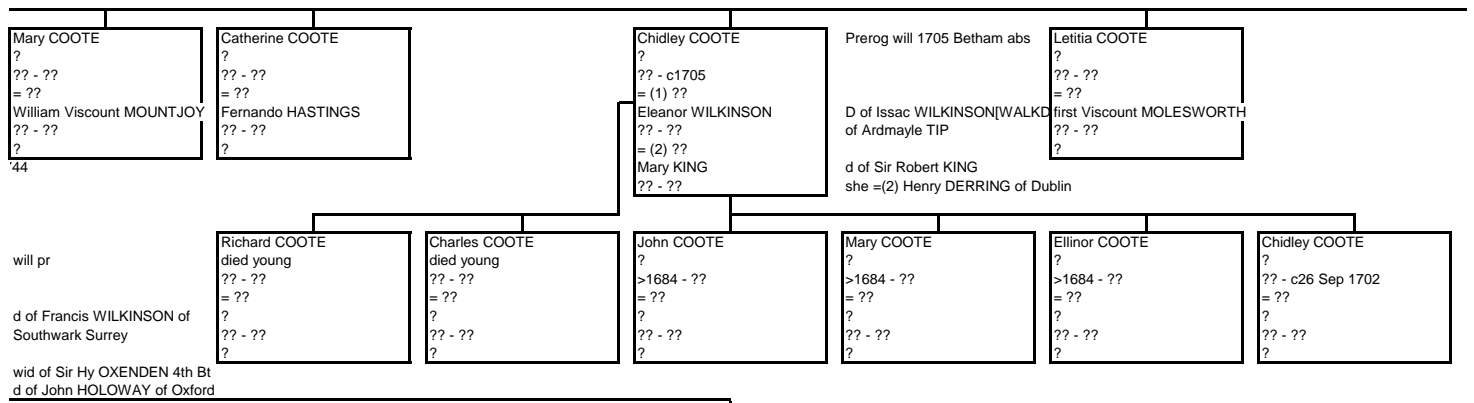 Mary COOTE
?
?? - ??
= ??
William Viscount MOUNTJOY
?? - ??
?
'44
Catherine COOTE
?
?? - ??
= ??
Fernando HASTINGS
?? - ??
?
Chidley COOTE
?
?? - c1705
= (1) ??
Eleanor WILKINSON
?? - ??
= (2) ??
Mary KING
?? - ??
Prerog will 1705 Betham abs
D of Issac WILKINSON[WALKD
of Ardmayle TIP
d of Sir Robert KING
she =(2) Henry DERRING of Dublin
Letitia COOTE
?
?? - ??
= ??
first Viscount MOLESWORTH
?? - ??
?
will pr
d of Francis WILKINSON of
Southwark Surrey
wid of Sir Hy OXENDEN 4th Bt
d of John HOLOWAY of Oxford
Richard COOTE
died young
?? - ??
= ??
?
?? - ??
?
Charles COOTE
died young
?? - ??
= ??
?
?? - ??
?
John COOTE
?
>1684 - ??
= ??
?
?? - ??
?
Mary COOTE
?
>1684 - ??
= ??
?
?? - ??
?
Ellinor COOTE
?
>1684 - ??
= ??
?
?? - ??
?
Chidley COOTE
?
?? - c26 Sep 1702
= ??
?
?? - ??
?